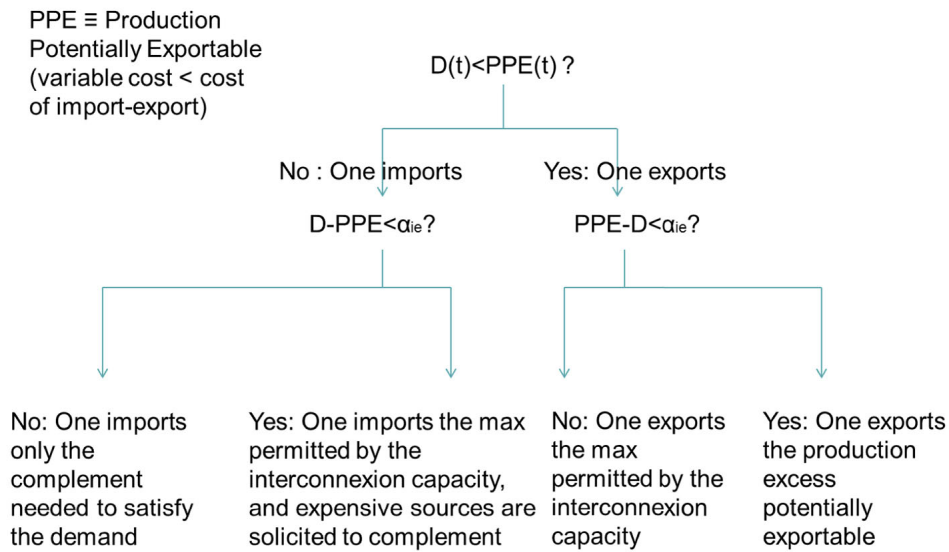 PPE ≡ Production
Potentially Exportable
(variable cost < cost
of import-export)
D(t)<PPE(t) ?
No : One imports
Yes: One exports
D-PPE<αie?
PPE-D<αie?
No: One imports
only the
complement
needed to satisfy
the demand
Yes: One imports the max
permitted by the
interconnexion capacity,
and expensive sources are
solicited to complement
No: One exports
the max
permitted by the
interconnexion
capacity
Yes: One exports
the production
excess
potentially
exportable